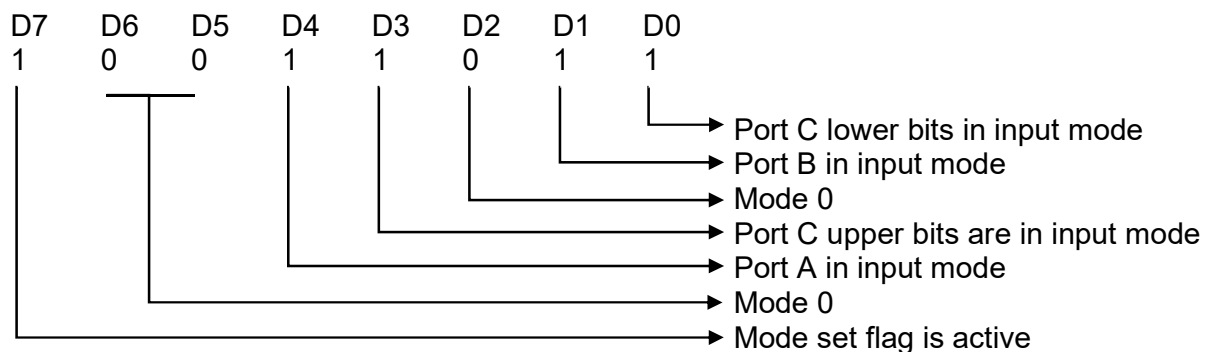 D7 D6 D5 D4 D3 D2 D1 D0
1 0 0 1 1 0 1 1
Port C lower bits in input mode
Port B in input mode
Mode 0
Port C upper bits are in input mode
Port A in input mode
Mode 0
Mode set flag is active